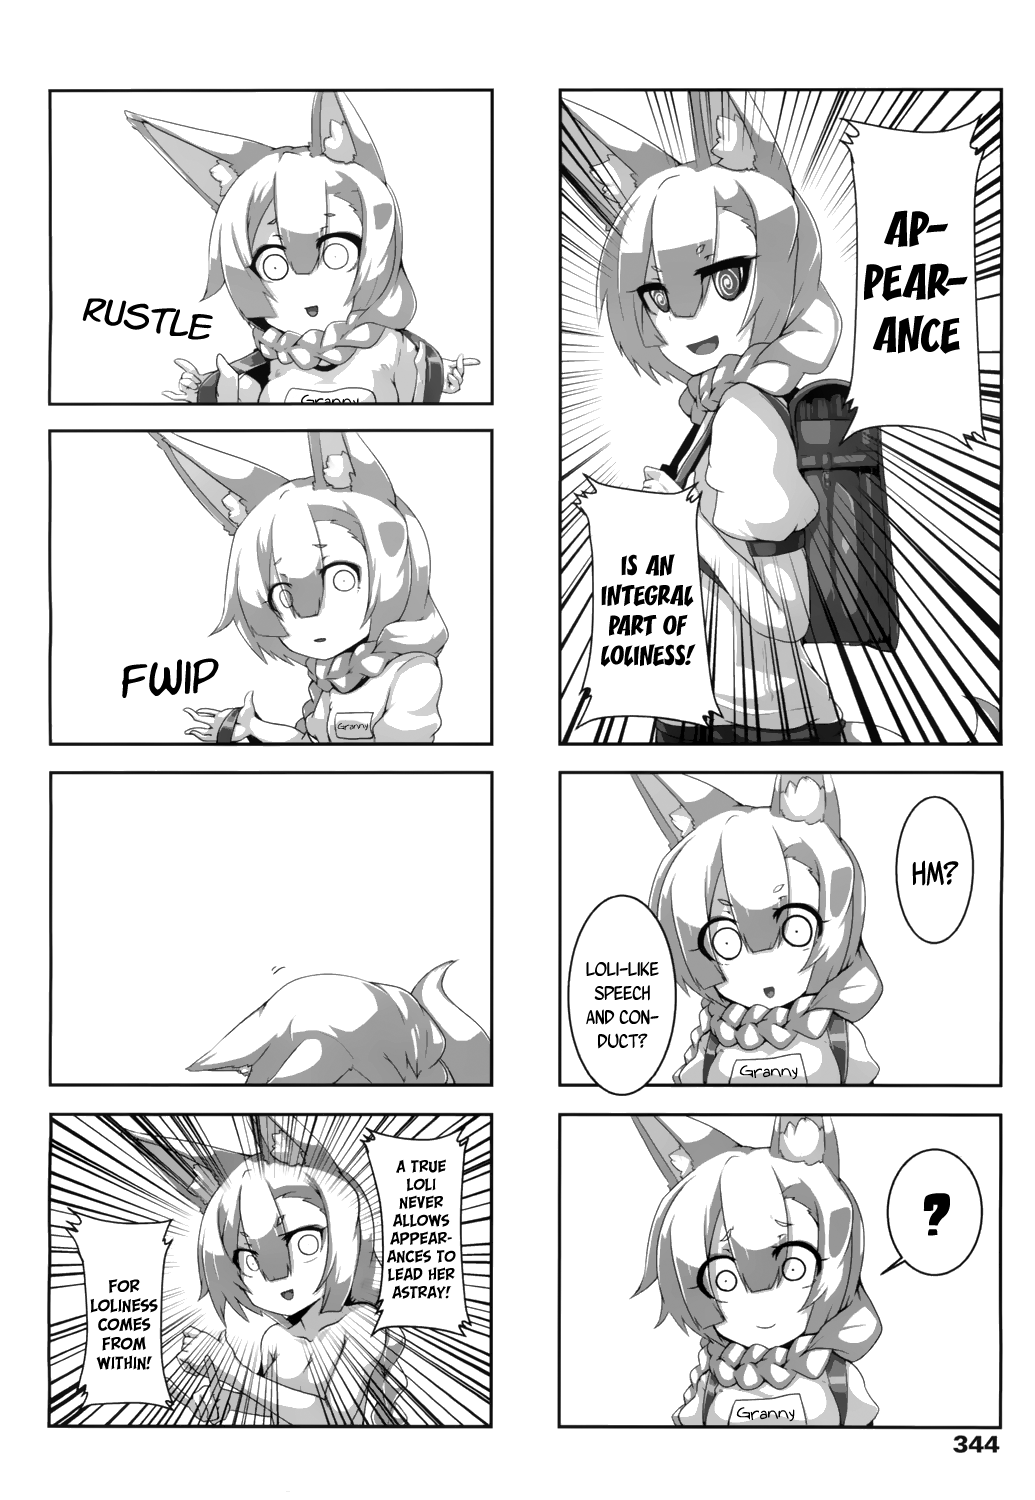 AP-
PEAR-
ANCE
IS AN
INTEGRAL
PART OF
LOLINESS!
HM?
LOLI-LIKE
SPEECH
AND CON-
DUCT?
Granny
?
Granny
RUSTLE
Granny
FWIP
Granny
A TRUE
LOLI
NEVER
ALLOWS
APPEAR-
ANCES TO
LEAD HER
ASTRAY!
FOR
LOLINESS
COMES
FROM
WITHIN!
344